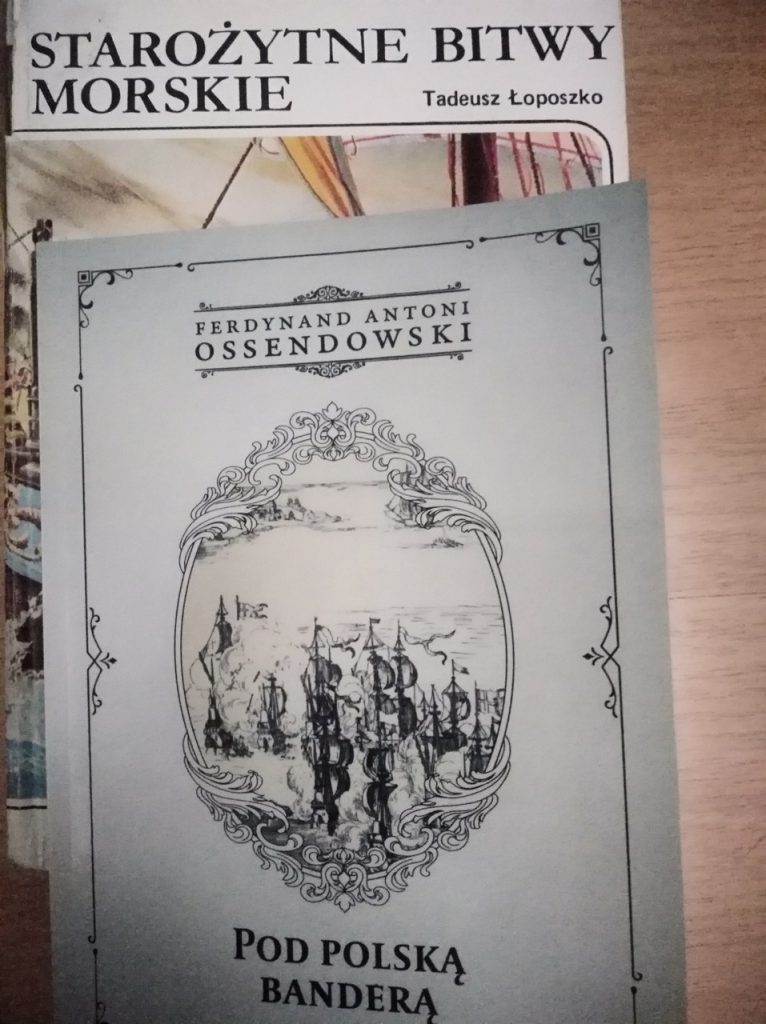 STAROŻYTNE BITWY
MORSKIE
Tadeusz Łoposzko
FERDYNAND ANTONI
OSSENDOWSKI
POD POLSKĄ
BANDERĄ